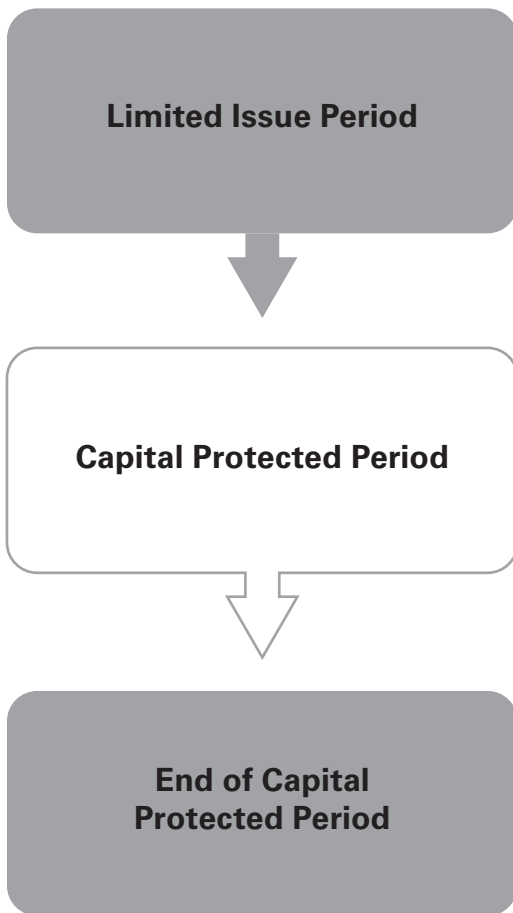 Limited Issue Period
Capital Protected Period
End of Capital
Protected Period